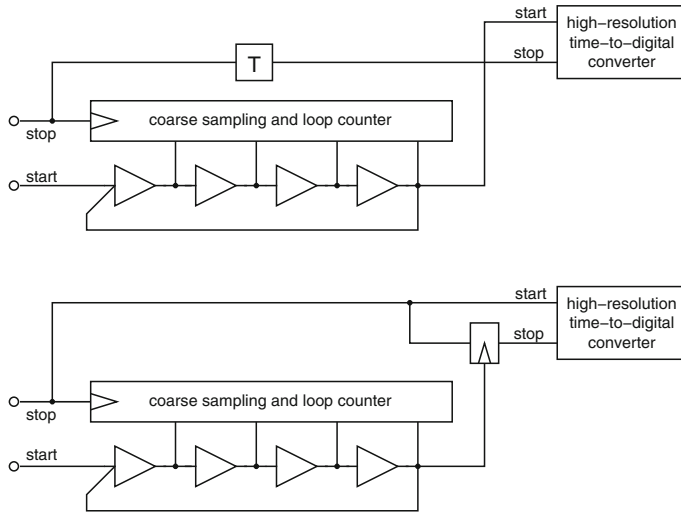 start
high−resolution
time−to−digital
converter
stop
T
stop
coarse sampling and loop counter
start
start
high−resolution
time−to−digital
converter
stop
stop
coarse sampling and loop counter
start